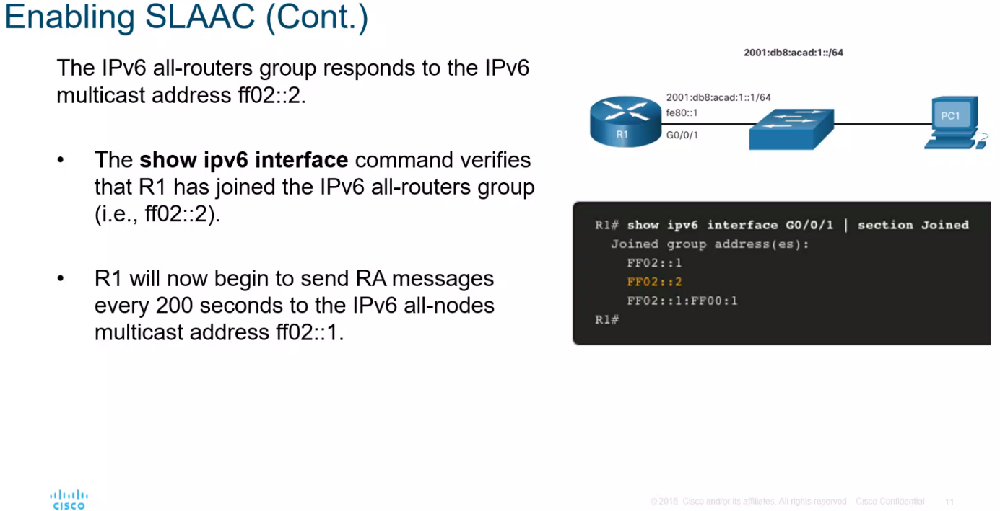 Enabling SLAAC (Cont.)
The IPv6 all-routers group responds to the IPv6
multicast address ff02::2.
• The show ipv6 interface command verifies
that R1 has joined the IPv6 all-routers group
(i.e., ff02::2).
• R1 will now begin to send RA messages
every 200 seconds to the IPv6 all-nodes
multicast address ff02::1.
2001:db8:acad:1::/64
2001:db8:acad:1::1/64
fe80::1
R1
G0/0/1
PC1
R1# show ipv6 interface G0/0/1 | section Joined
Joined group address(es):
FF02::1
FF02::2
FF02::1:FF00:1
R1#
CISCO
© 2016 Cisco and/or its affiliates. All rights reserved. Cisco Confidential
11